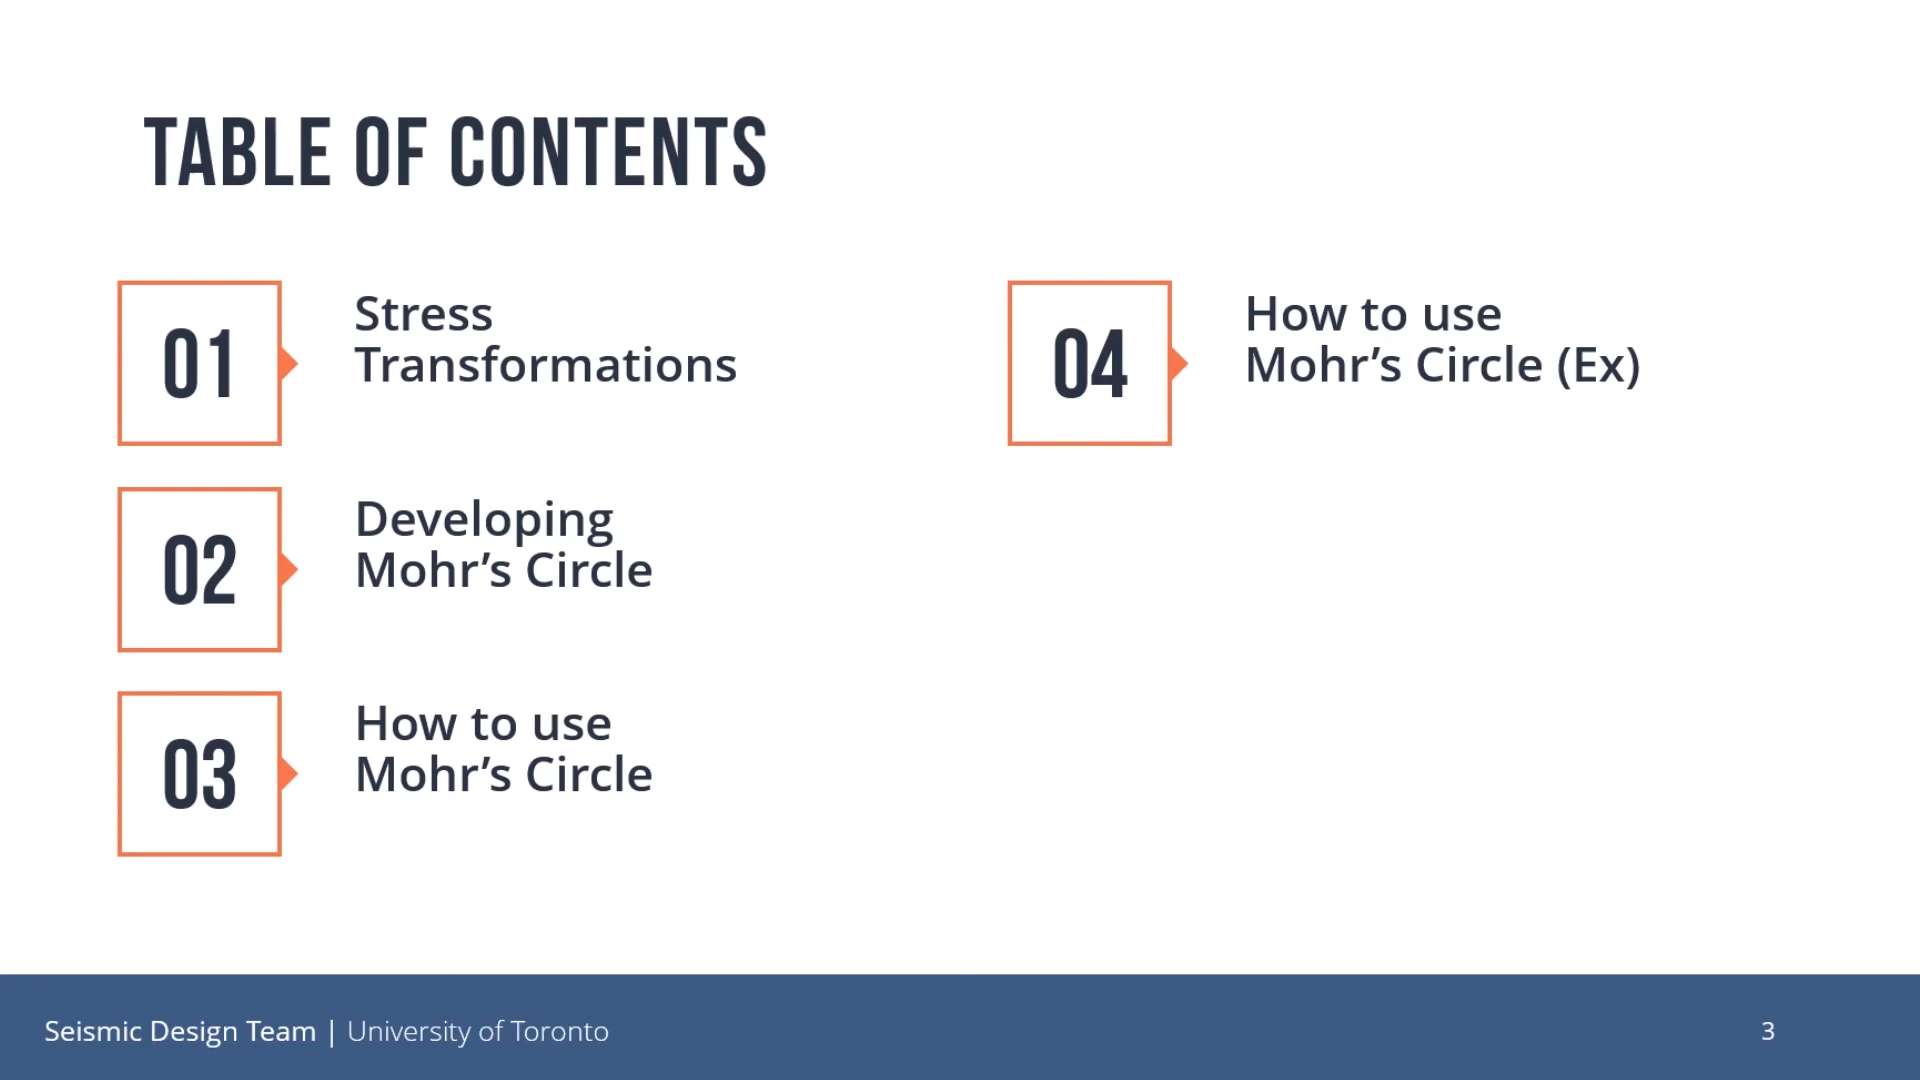 TABLE OF CONTENTS
01
Stress
Transformations
02
Developing
Mohr’s Circle
03
How to use
Mohr’s Circle
04
How to use
Mohr’s Circle (Ex)
Seismic Design Team | University of Toronto
3